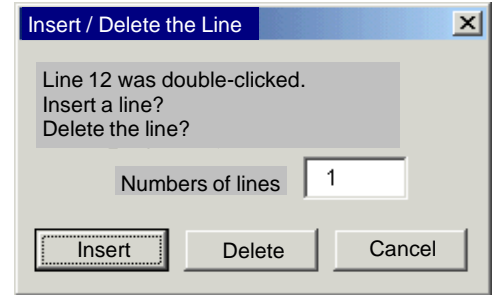 Insert / Delete the Line
Line 12 was double-clicked.
Insert a line?
Delete the line?
Numbers of lines 1
Insert Delete Cancel